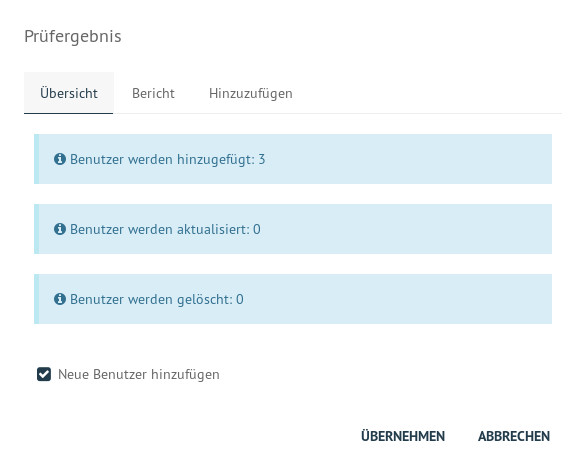 Prüfergebnis
Übersicht Bericht Hinzuzufügen
Benutzer werden hinzugefügt: 3
Benutzer werden aktualisiert: 0
Benutzer werden gelöscht: 0
Neue Benutzer hinzufügen
ÜBERNEHMEN ABBRECHEN